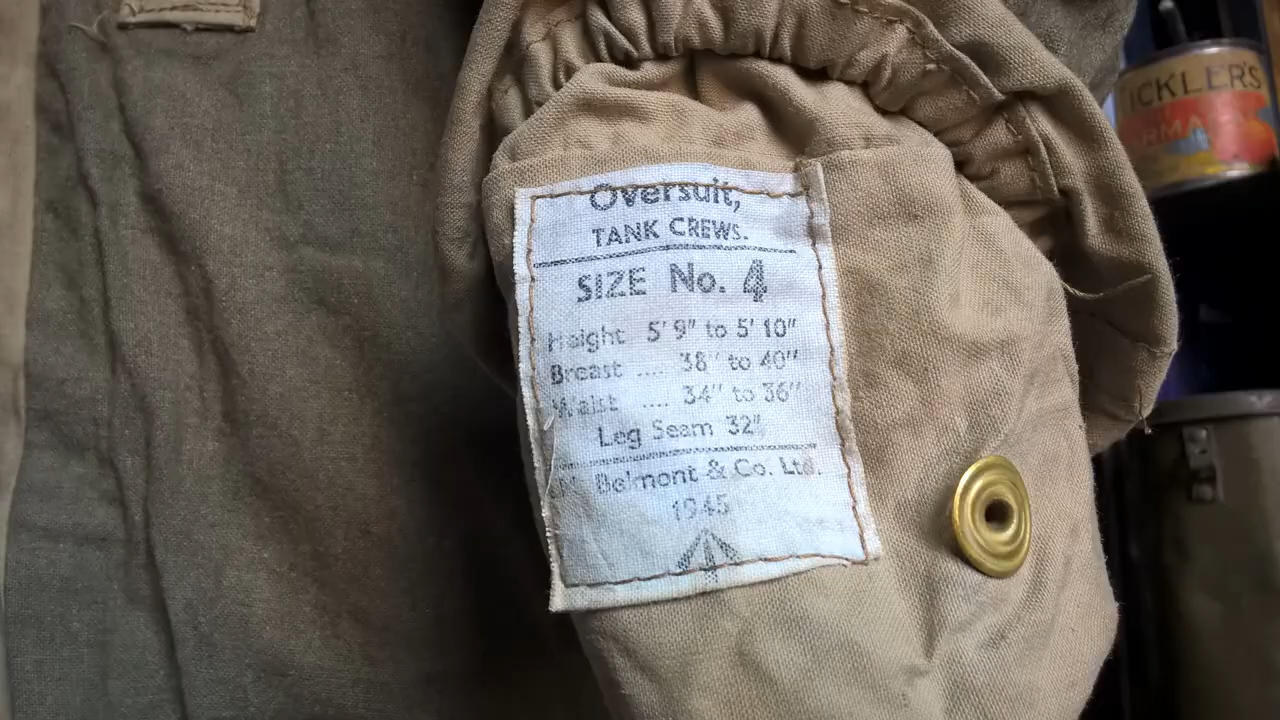 Oversuit,
TANK CREWS.
SIZE No. 4
Height 5' 9" to 5' 10"
Breast .... 38" to 40"
Waist .... 34" to 36"
Leg Seam 32"
Belmont & Co. Ltd.
1945
ICKLER'S